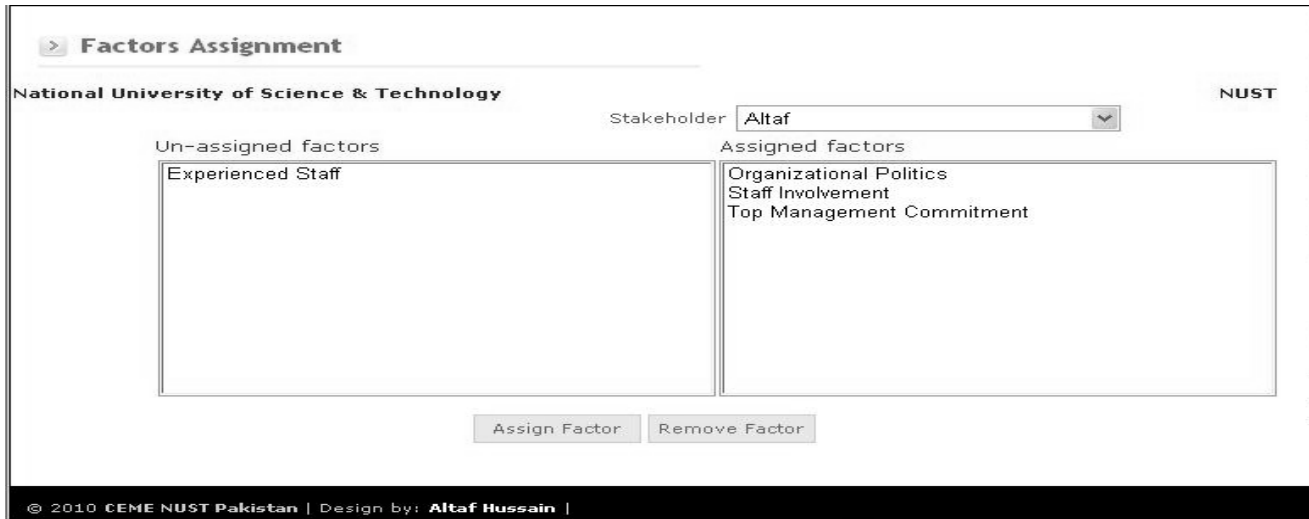 Factors Assignment
National University of Science & Technology NUST
Stakeholder Altaf
Un-assigned factors Assigned factors
Experienced Staff Organizational Politics
Staff Involvement
Top Management Commitment
Assign Factor Remove Factor
© 2010 CEME NUST Pakistan | Design by: Altaf Hussain |